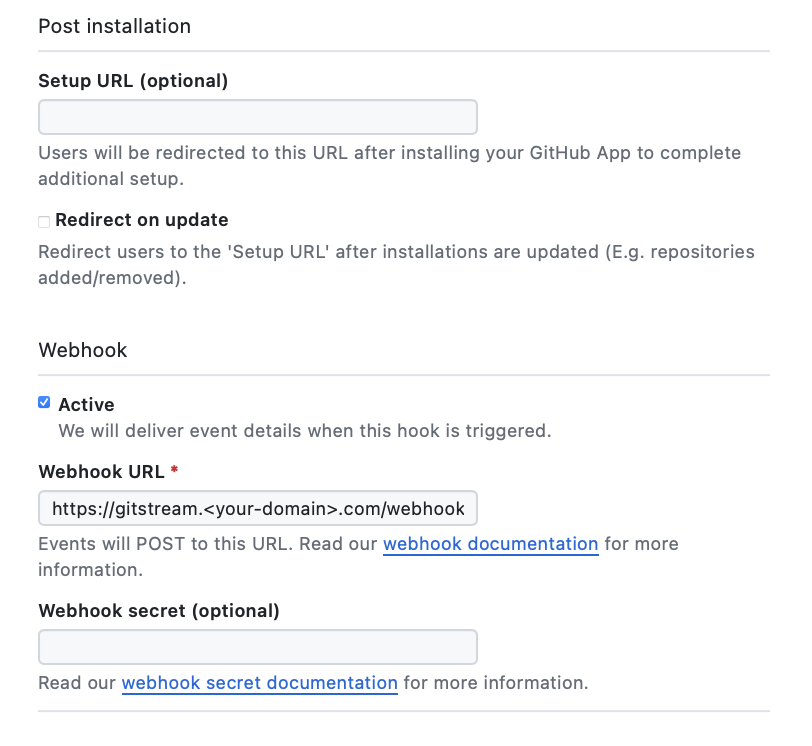 Post installation
Setup URL (optional)
Users will be redirected to this URL after installing your GitHub App to complete
additional setup.
Redirect on update
Redirect users to the 'Setup URL' after installations are updated (E.g. repositories
added/removed).
Webhook
Active
We will deliver event details when this hook is triggered.
Webhook URL *
https://gitstream.<your-domain>.com/webhook
Events will POST to this URL. Read our webhook documentation for more
information.
Webhook secret (optional)
Read our webhook secret documentation for more information.